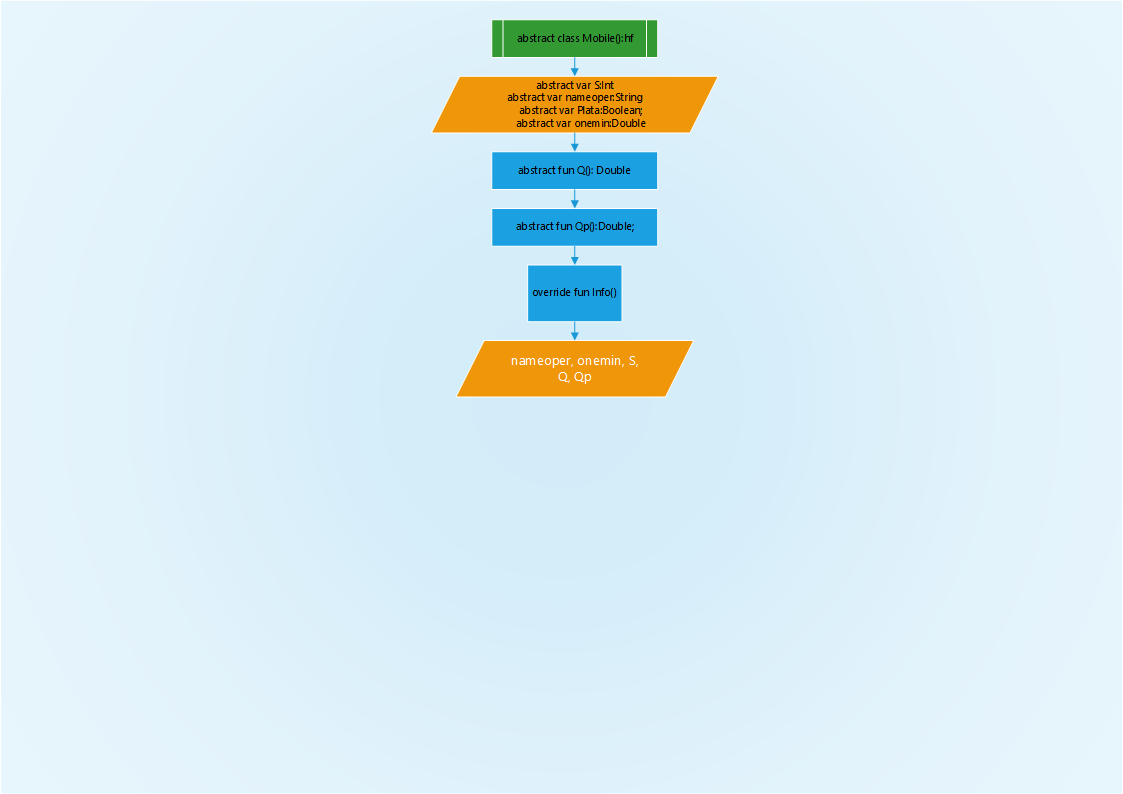 abstract class Mobile():hf
abstract var S:Int
abstract var nameoper:String
abstract var Plata:Boolean;
abstract var onemin:Double
abstract fun Q(): Double
abstract fun Qp():Double;
override fun Info()
nameoper, onemin, S,
Q, Qp